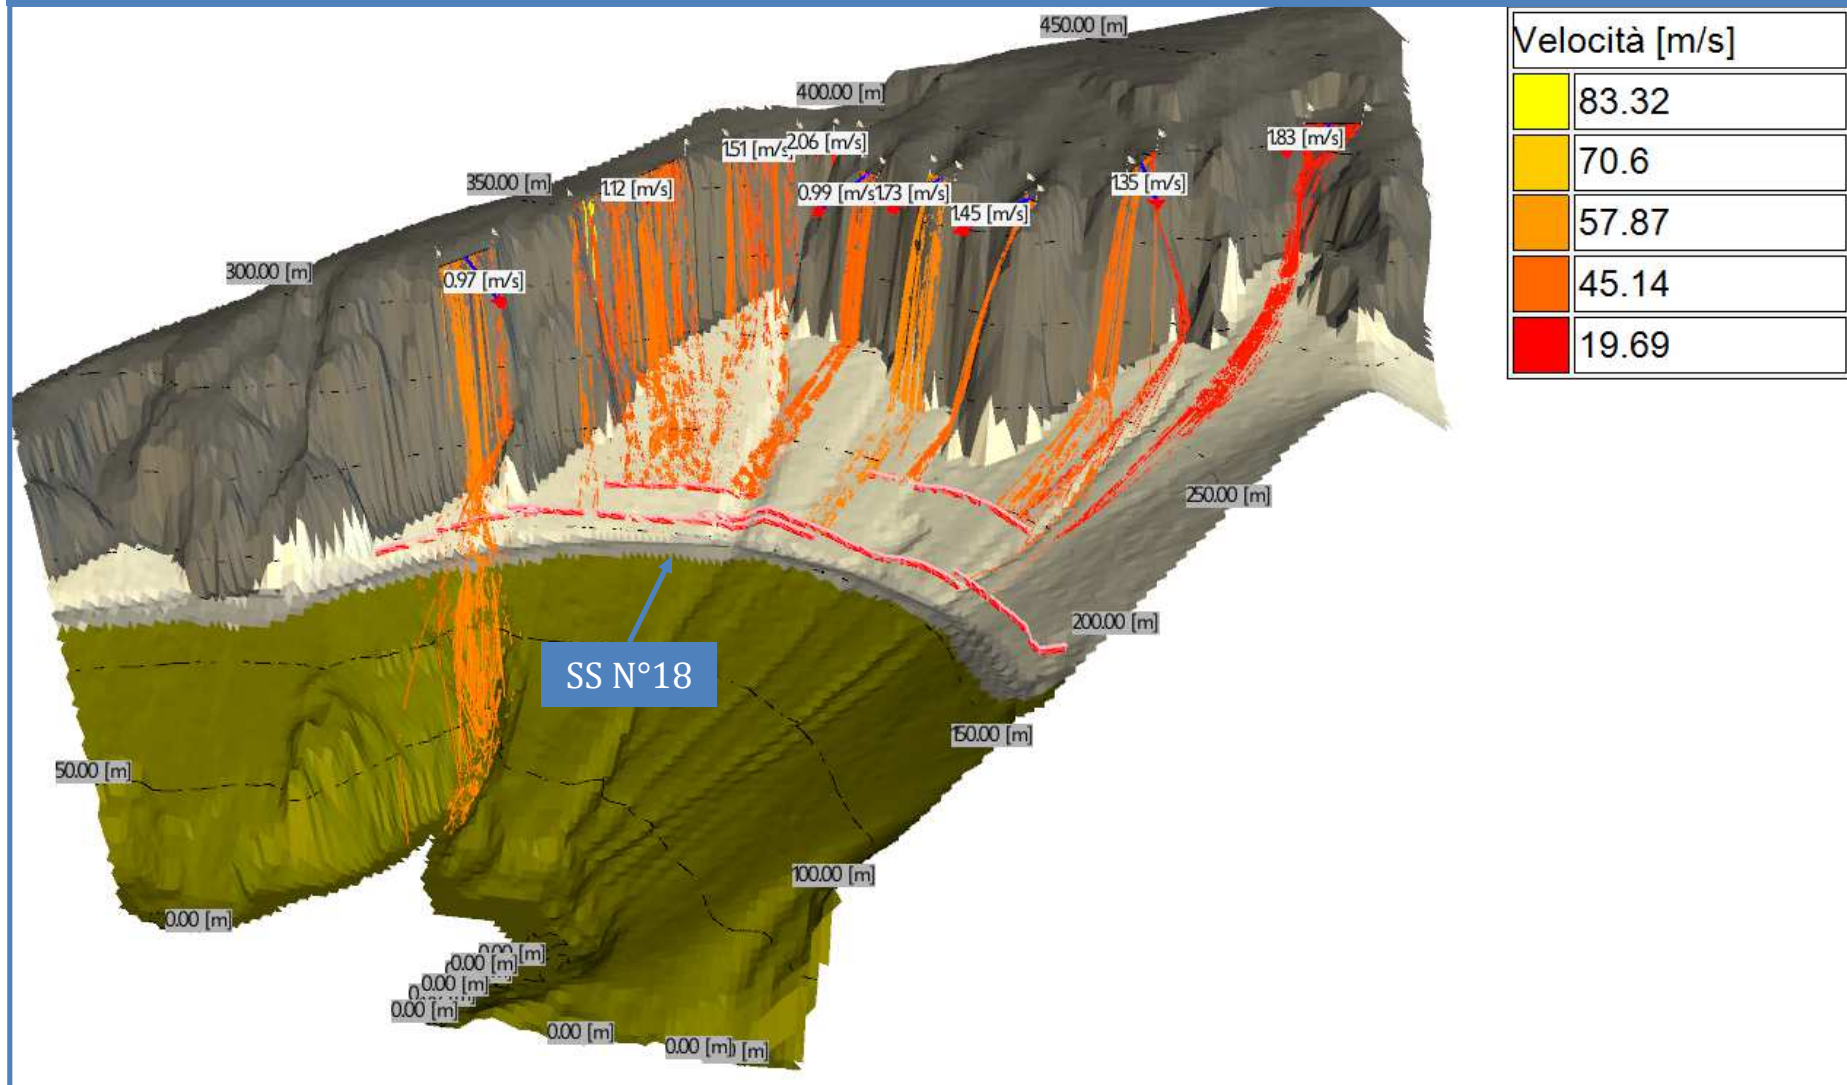 450.00 [m]
Velocità [m/s]
83.32
70.6
57.87
45.14
19.69
400.00 [m]
350.00 [m]
300.00 [m]
1.12 [m/s]
1.51 [m/s]
2.06 [m/s]
1.83 [m/s]
0.99 [m/s]
1.73 [m/s]
1.35 [m/s]
1.45 [m/s]
0.97 [m/s]
250.00 [m]
200.00 [m]
SS N°18
150.00 [m]
50.00 [m]
100.00 [m]
0.00 [m]
0.00 [m]
0.00 [m]
0.00 [m]
0.00 [m]
0.00 [m]
0.00 [m]